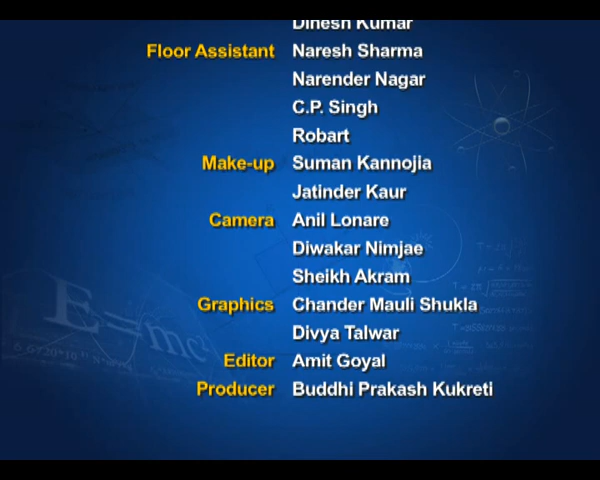 Dinesh Kumar
Floor Assistant Naresh Sharma
Narender Nagar
C.P. Singh
Robart
Make-up Suman Kannojia
Jatinder Kaur
Camera Anil Lonare
Diwakar Nimjae
Sheikh Akram
Graphics Chander Mauli Shukla
Divya Talwar
Editor Amit Goyal
Producer Buddhi Prakash Kukreti
E=mc²